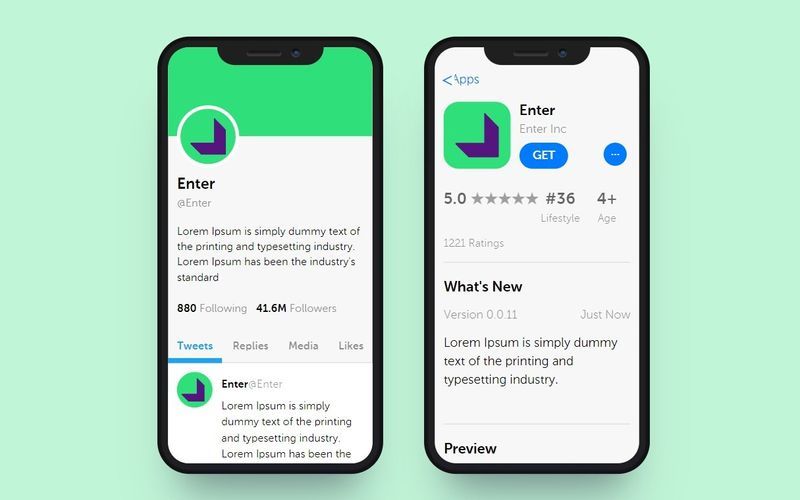 Enter
@Enter
Lorem Ipsum is simply dummy text of
the printing and typesetting industry.
Lorem Ipsum has been the industry's
standard
880 Following 41.6M Followers
Tweets Replies Media Likes
Enter@Enter
Lorem Ipsum is simply
dummy text of the printing
and typesetting industry.
Lorem Ipsum has been the
<Apps
Enter
Enter Inc
GET
5.0 ★★★★★ #36 4+
Lifestyle Age
1221 Ratings
What's New
Version 0.0.11 Just Now
Lorem Ipsum is simply dummy
text of the printing and
typesetting industry.
Preview